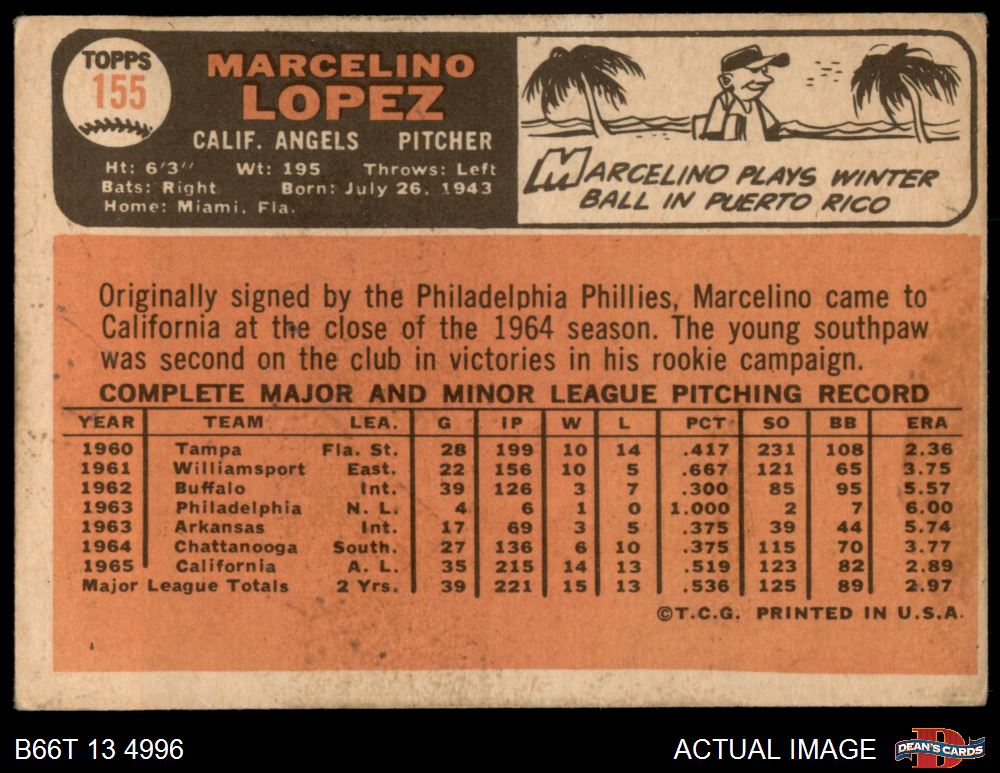 TOPPS
155
MARCELINO
LOPEZ
CALIF. ANGELS PITCHER
Ht: 6'3" Wt: 195 Throws: Left
Bats: Right Born: July 26, 1943
Home: Miami, Fla.
MARCELINO PLAYS WINTER
BALL IN PUERTO RICO
Originally signed by the Philadelphia Phillies, Marcelino came to
California at the close of the 1964 season. The young southpaw
was second on the club in victories in his rookie campaign.
COMPLETE MAJOR AND MINOR LEAGUE PITCHING RECORD
YEAR TEAM LEA. G IP W L PCT SO BB ERA
1960 Tampa Fla. St. 28 199 10 14 .417 231 108 2.36
1961 Williamsport East. 22 156 10 5 .667 121 65 3.75
1962 Buffalo Int. 39 126 3 7 .300 85 95 5.57
1963 Philadelphia N. L. 4 6 1 0 1.000 2 7 6.00
1963 Arkansas Int. 17 69 3 5 .375 39 44 5.74
1964 Chattanooga South. 27 136 6 10 .375 115 70 3.77
1965 California A. L. 35 215 14 13 .519 123 82 2.89
Major League Totals 2 Yrs. 39 221 15 13 .536 125 89 2.97
©T.C.G. PRINTED IN U.S.A.
B66T 13 4996
ACTUAL IMAGE
D
DEAN'S CARDS